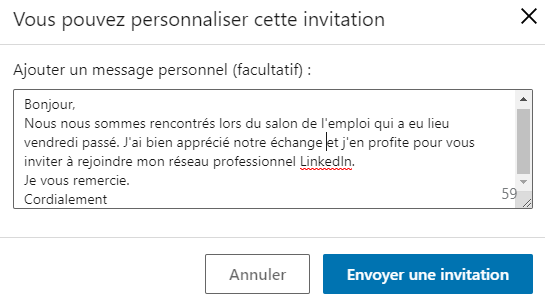 Vous pouvez personnaliser cette invitation
Ajouter un message personnel (facultatif) :
Bonjour,
Nous nous sommes rencontrés lors du salon de l'emploi qui a eu lieu
vendredi passé. J'ai bien apprécié notre échange et j'en profite pour vous
inviter à rejoindre mon réseau professionnel LinkedIn.
Je vous remercie.
Cordialement
59
Annuler
Envoyer une invitation